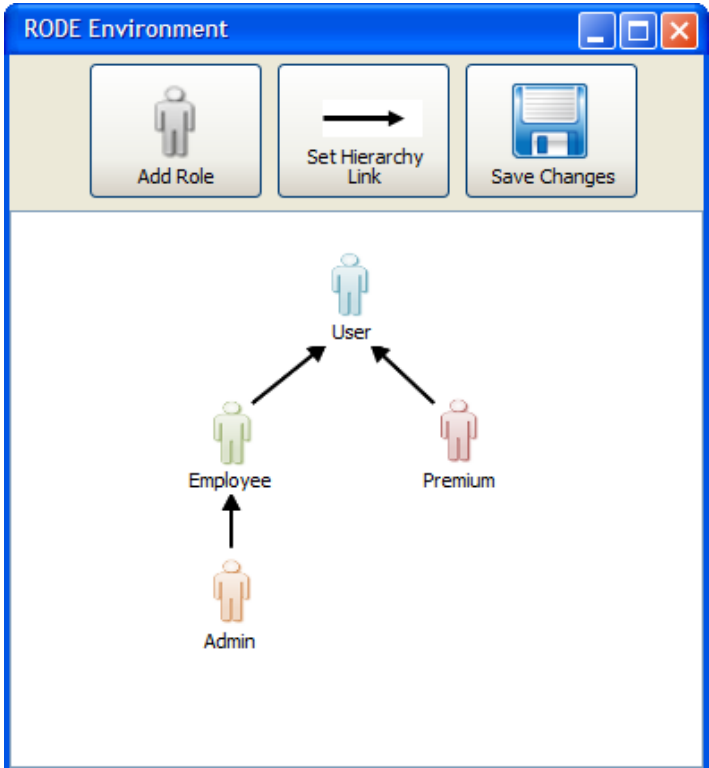 RODE Environment
Add Role
Set Hierarchy
Link
Save Changes
User
Employee
Premium
Admin